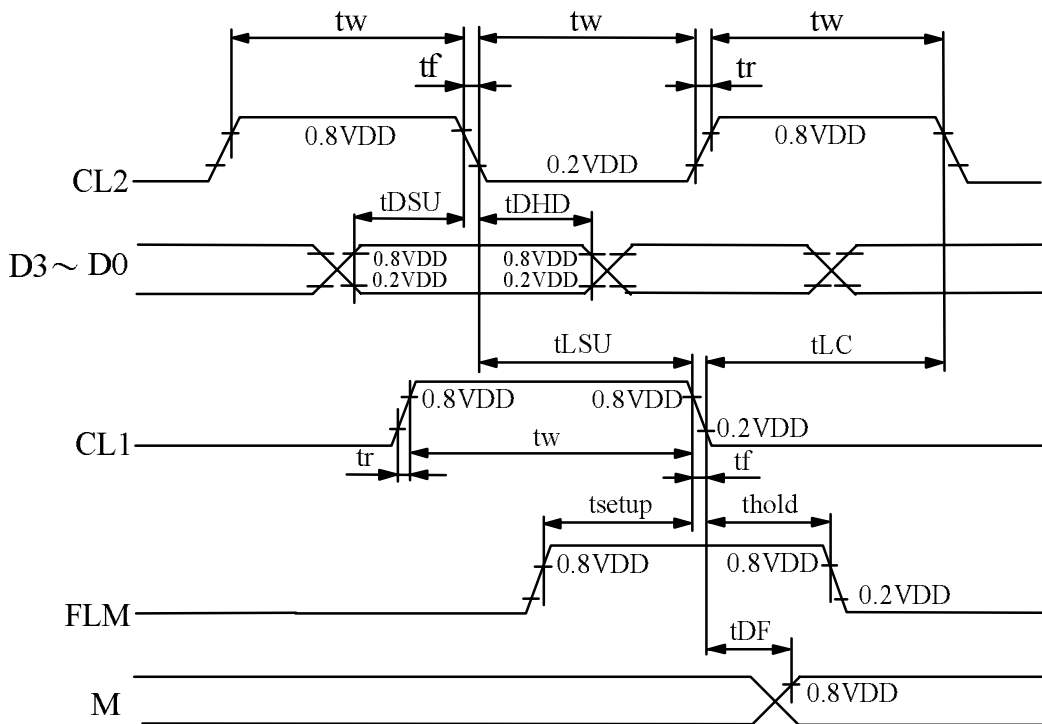 tw tw tw
tf tr
0.8VDD 0.8VDD
0.2VDD
CL2
tDSU tDHD
D3～D0
0.8VDD 0.8VDD
0.2VDD 0.2VDD
tLSU tLC
0.8VDD 0.8VDD
0.2VDD
CL1
tw
tr tf
tsetup thold
0.8VDD 0.8VDD
0.2VDD
FLM
tDF
0.8VDD
M